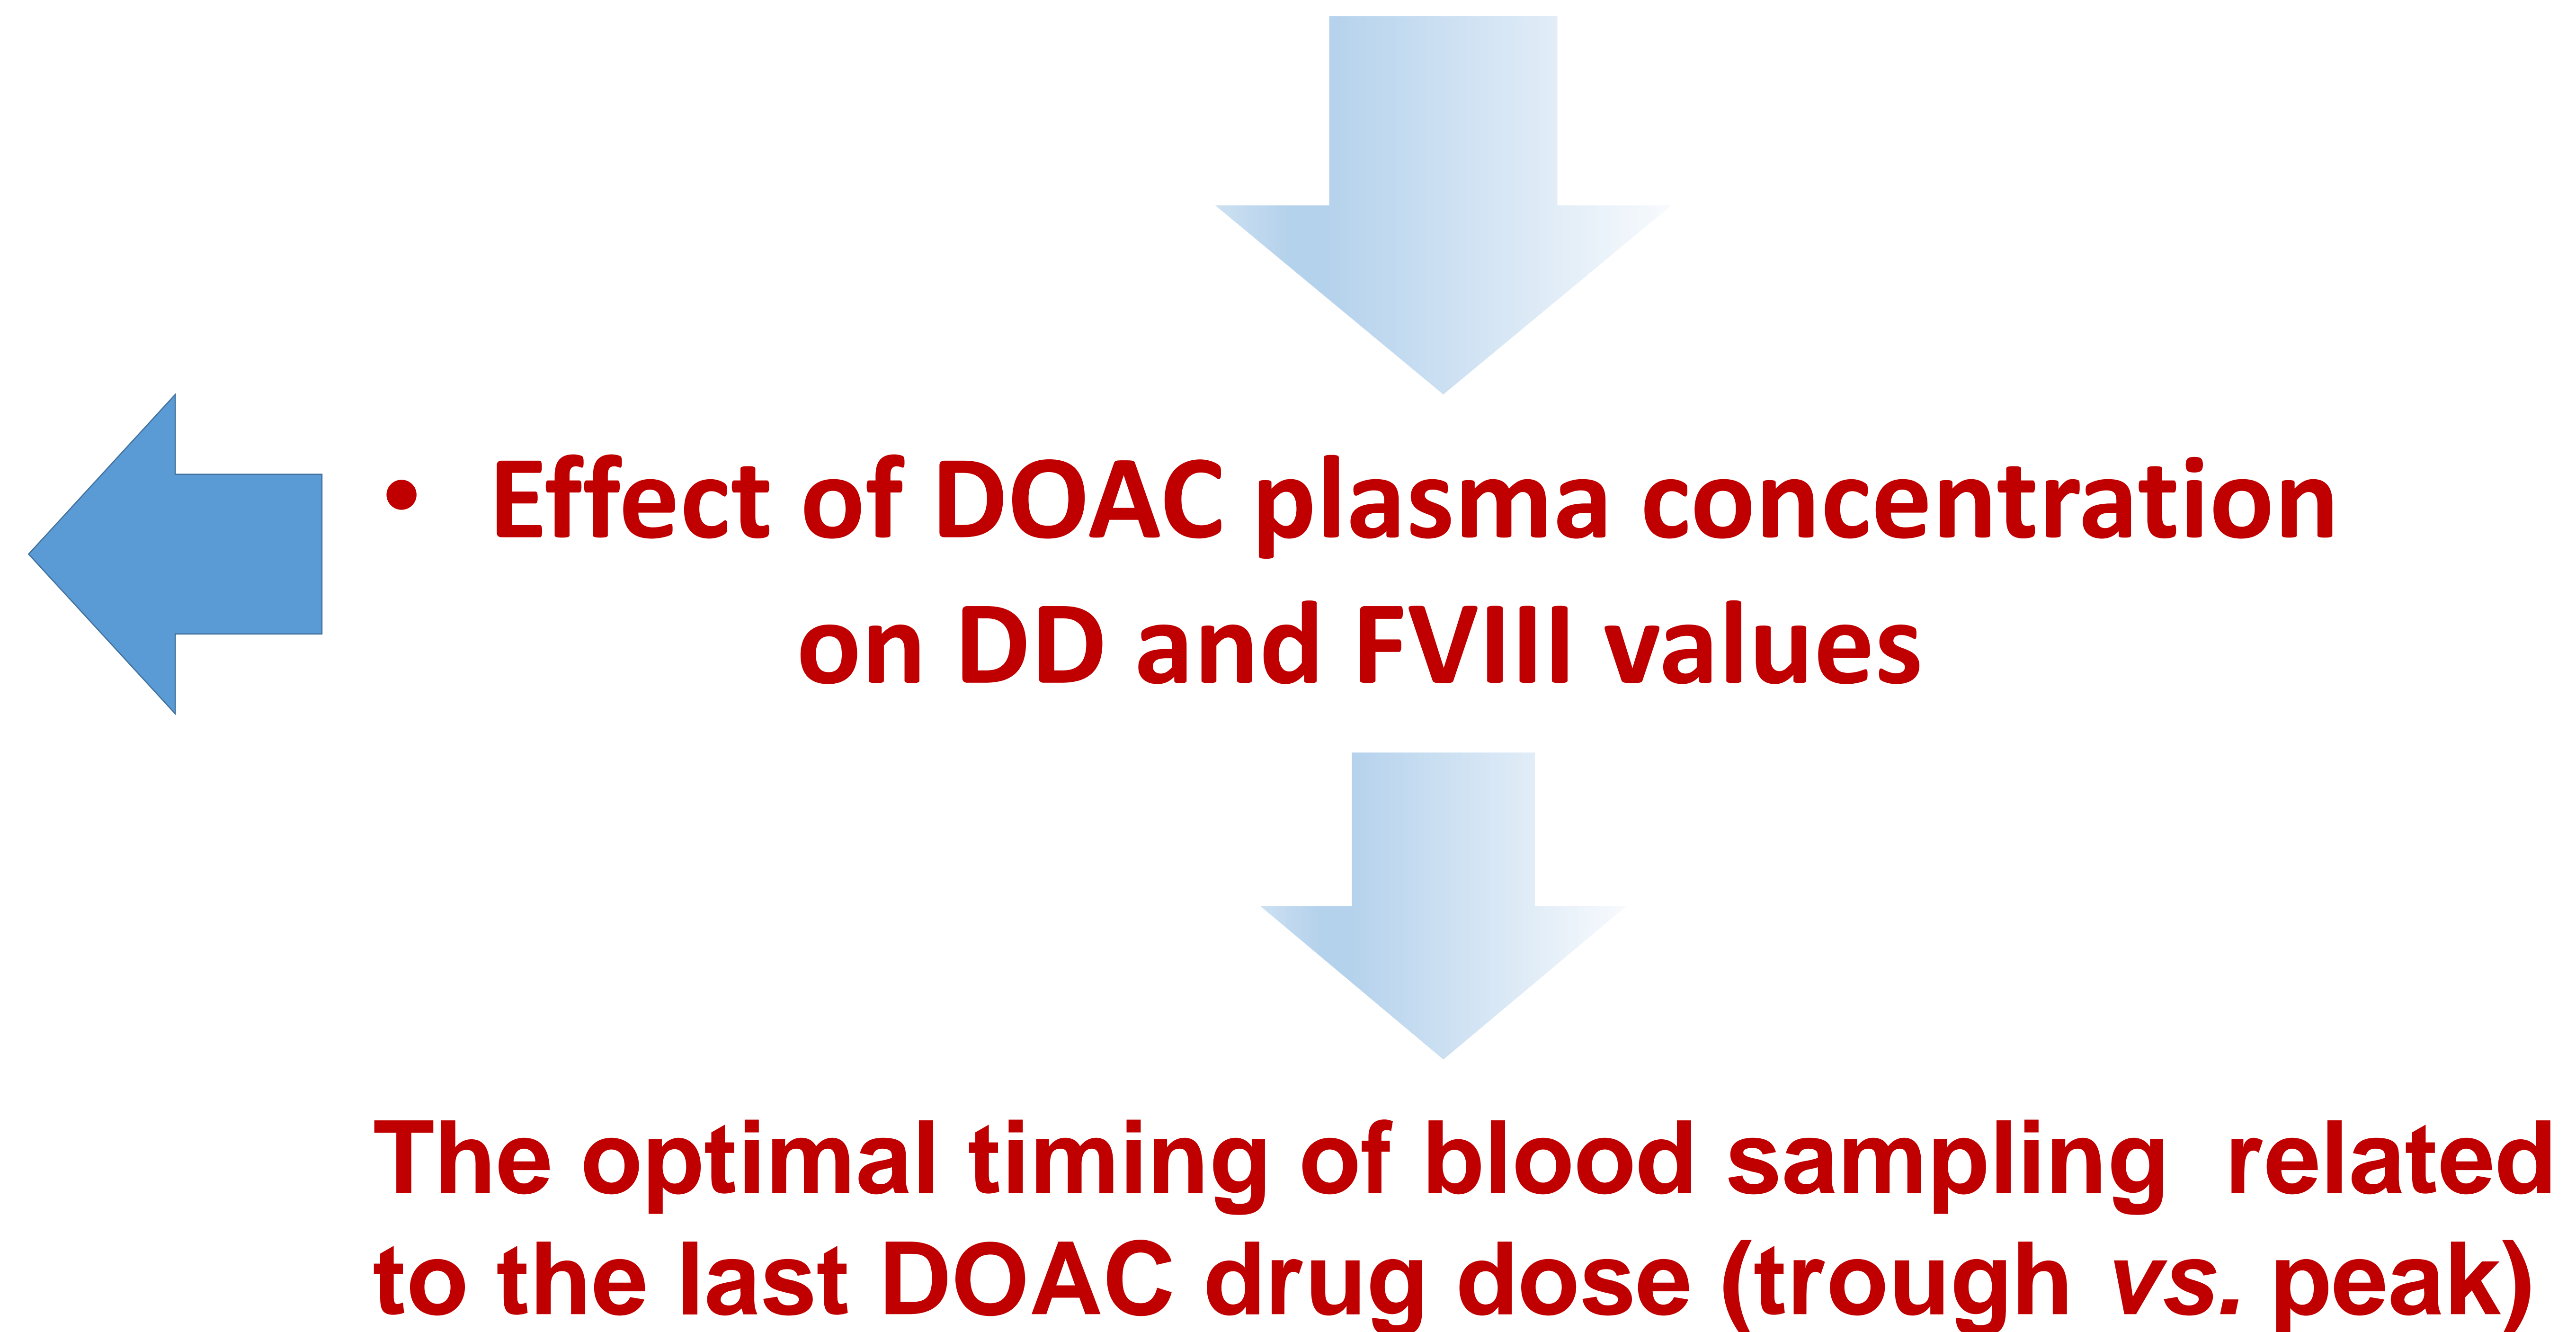 • Effect of DOAC plasma concentration
on DD and FVIII values
The optimal timing of blood sampling  related
to the last DOAC drug dose (trough vs. peak)